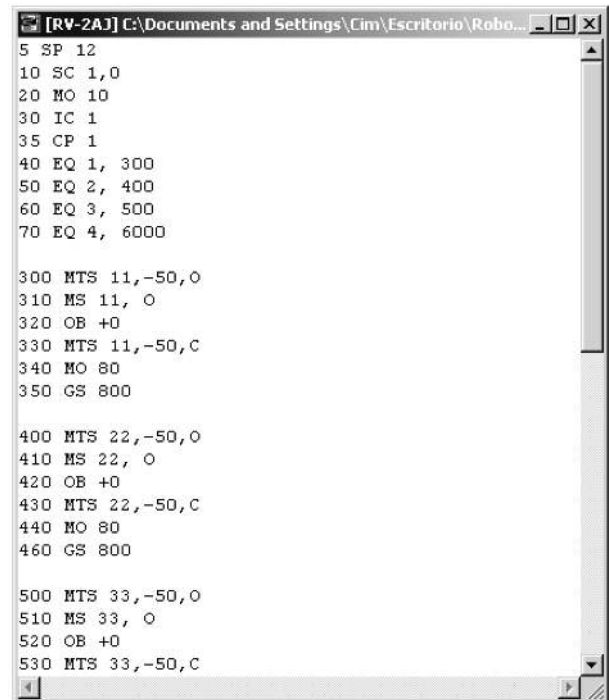 [RV-2AJ] C:\Documents and Settings\Cim\Escritorio\Robo...
5 SP 12
10 SC 1,0
20 MO 10
30 IC 1
35 CP 1
40 EQ 1, 300
50 EQ 2, 400
60 EQ 3, 500
70 EQ 4, 6000
300 MTS 11,-50,O
310 MS 11, O
320 OB +0
330 MTS 11,-50,C
340 MO 80
350 GS 800
400 MTS 22,-50,O
410 MS 22, O
420 OB +0
430 MTS 22,-50,C
440 MO 80
460 GS 800
500 MTS 33,-50,O
510 MS 33, O
520 OB +0
530 MTS 33,-50,C